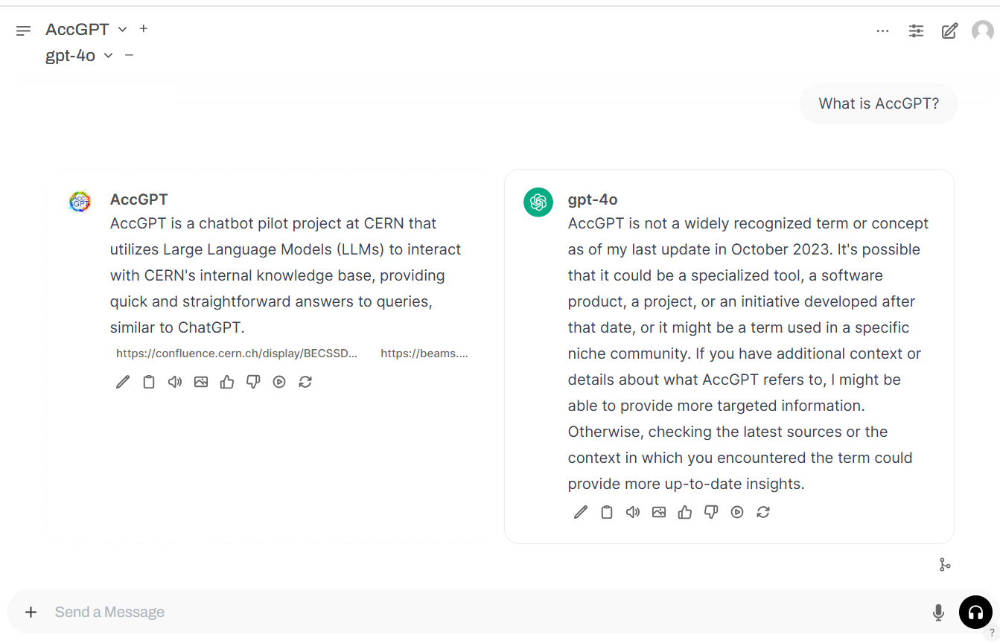 AccGPT
gpt-4o
What is AccGPT?
AccGPT
AccGPT is a chatbot pilot project at CERN that
utilizes Large Language Models (LLMs) to interact
with CERN's internal knowledge base, providing
quick and straightforward answers to queries,
similar to ChatGPT.
https://confluence.cern.ch/display/BECSSD... https://beams....
gpt-4o
AccGPT is not a widely recognized term or concept
as of my last update in October 2023. It's possible
that it could be a specialized tool, a software
product, a project, or an initiative developed after
that date, or it might be a term used in a specific
niche community. If you have additional context or
details about what AccGPT refers to, I might be
able to provide more targeted information.
Otherwise, checking the latest sources or the
context in which you encountered the term could
provide more up-to-date insights.
Send a Message
?